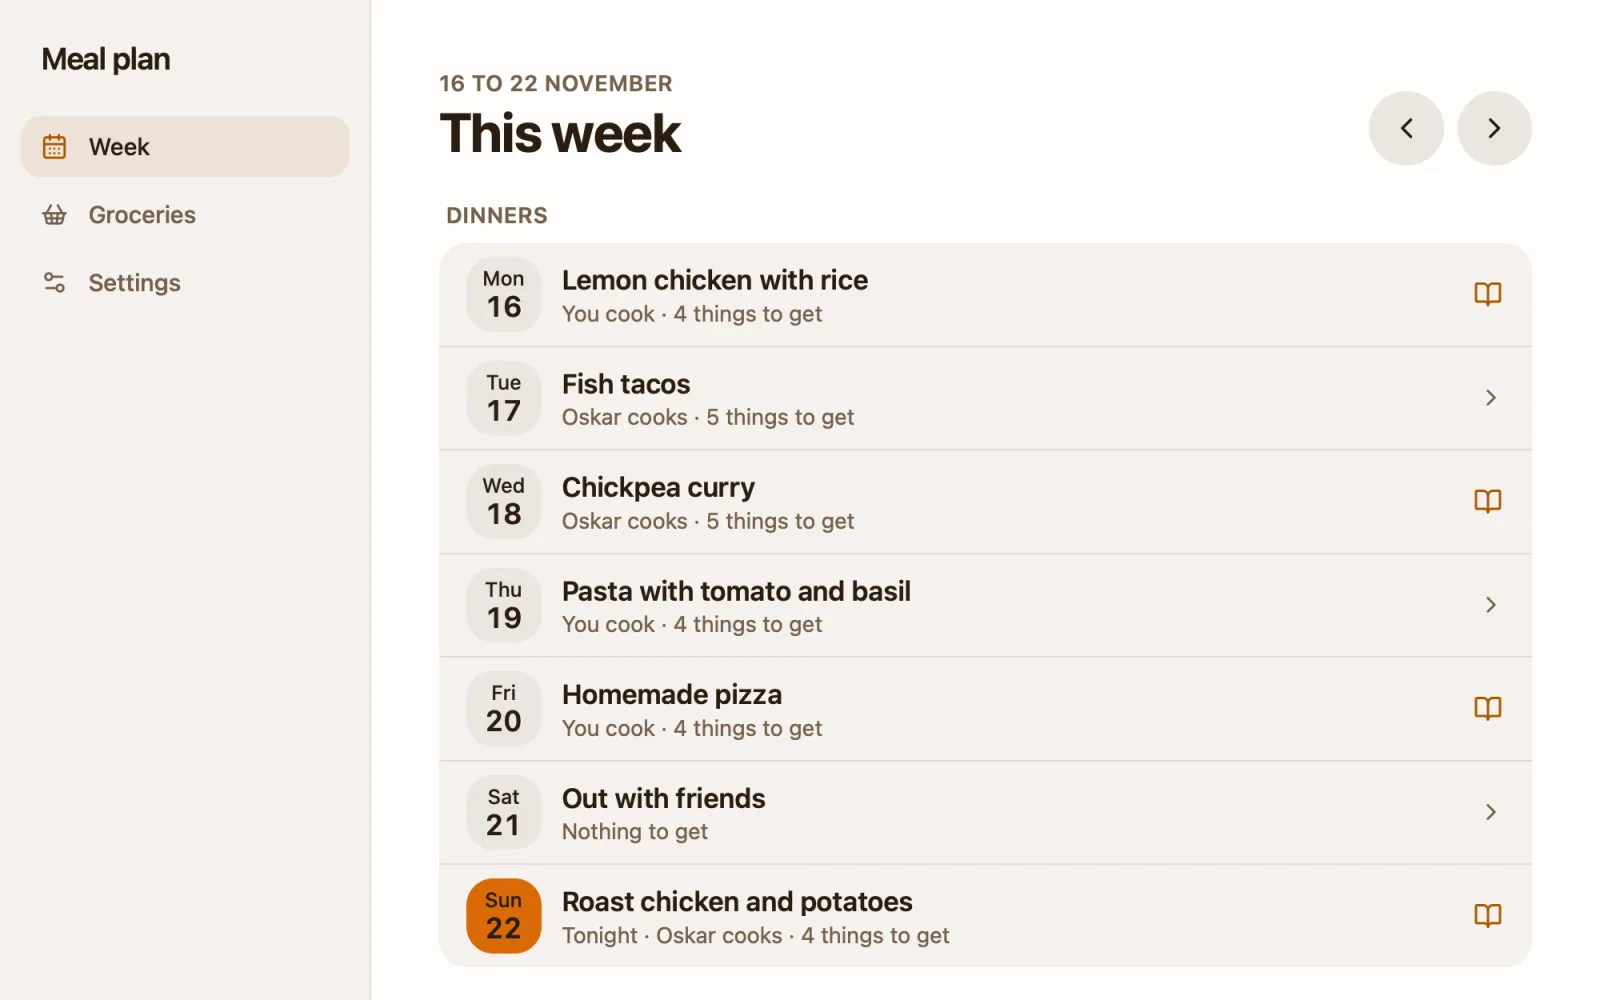 Meal plan
Week
Groceries
Settings
16 TO 22 NOVEMBER
This week
DINNERS
Mon
16
Lemon chicken with rice
You cook · 4 things to get
Tue
17
Fish tacos
Oskar cooks · 5 things to get
Wed
18
Chickpea curry
Oskar cooks · 5 things to get
Thu
19
Pasta with tomato and basil
You cook · 4 things to get
Fri
20
Homemade pizza
You cook · 4 things to get
Sat
21
Out with friends
Nothing to get
Sun
22
Roast chicken and potatoes
Tonight · Oskar cooks · 4 things to get